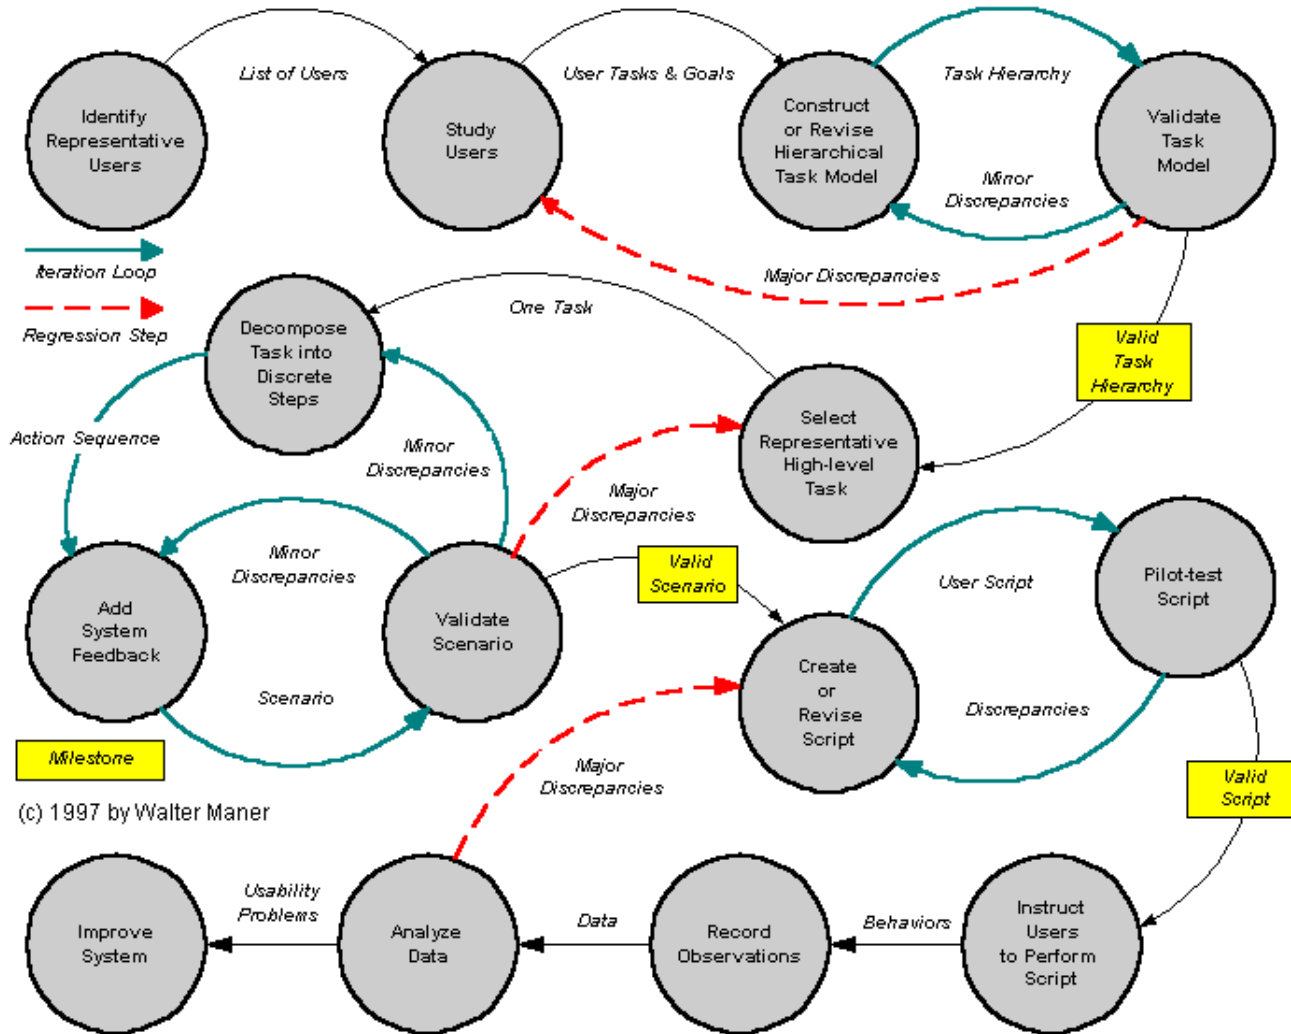 List of Users
User Tasks & Goals
Task Hierarchy
Identify
Representative
Users
Study
Users
Construct
or Revise
Hierarchical
Task Model
Validate
Task
Model
Minor
Discrepancies
Iteration Loop
Major Discrepancies
Regression Step
One Task
Valid
Task
Hierarchy
Decompose
Task into
Discrete
Steps
Action Sequence
Minor
Discrepancies
Select
Representative
High-level
Task
Major
Discrepancies
Minor
Discrepancies
Valid
Scenario
User Script
Pilot-test
Script
Add
System
Feedback
Validate
Scenario
Scenario
Create
or
Revise
Script
Discrepancies
Milestone
Major
Discrepancies
Valid
Script
(c) 1997 by Walter Maner
Improve
System
Usability
Problems
Analyze
Data
Data
Record
Observations
Behaviors
Instruct
Users
to Perform
Script